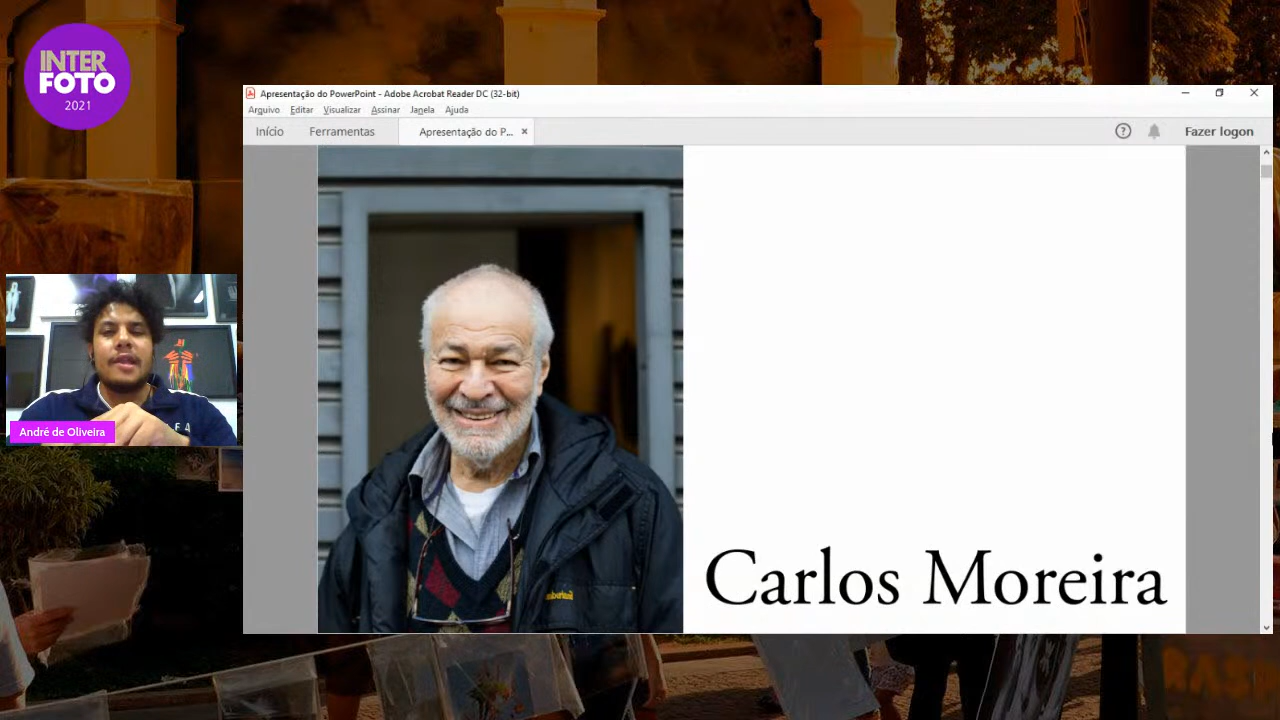 INTER
FOTO
2021
Apresentação do PowerPoint - Adobe Acrobat Reader DC (32-bit)
Arquivo Editar Visualizar Assinar Janela Ajuda
Início Ferramentas Apresentação do P... ×
? Fazer logon
André de Oliveira
Carlos Moreira